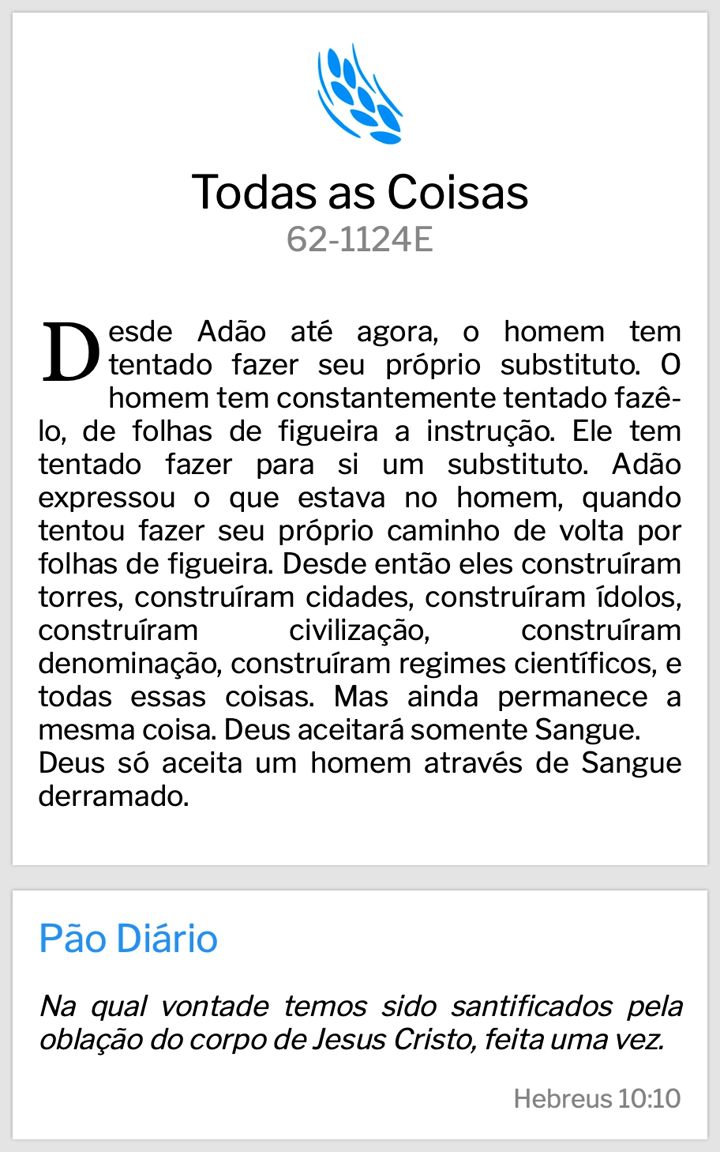 Todas as Coisas
62-1124E
Desde Adão até agora, o homem tem
tentado fazer seu próprio substituto. O
homem tem constantemente tentado fazê-
lo, de folhas de figueira a instrução. Ele tem
tentado fazer para si um substituto. Adão
expressou o que estava no homem, quando
tentou fazer seu próprio caminho de volta por
folhas de figueira. Desde então eles construíram
torres, construíram cidades, construíram ídolos,
construíram civilização, construíram
denominação, construíram regimes científicos, e
todas essas coisas. Mas ainda permanece a
mesma coisa. Deus aceitará somente Sangue.
Deus só aceita um homem através de Sangue
derramado.
Pão Diário
Na qual vontade temos sido santificados pela
oblação do corpo de Jesus Cristo, feita uma vez.
Hebreus 10:10